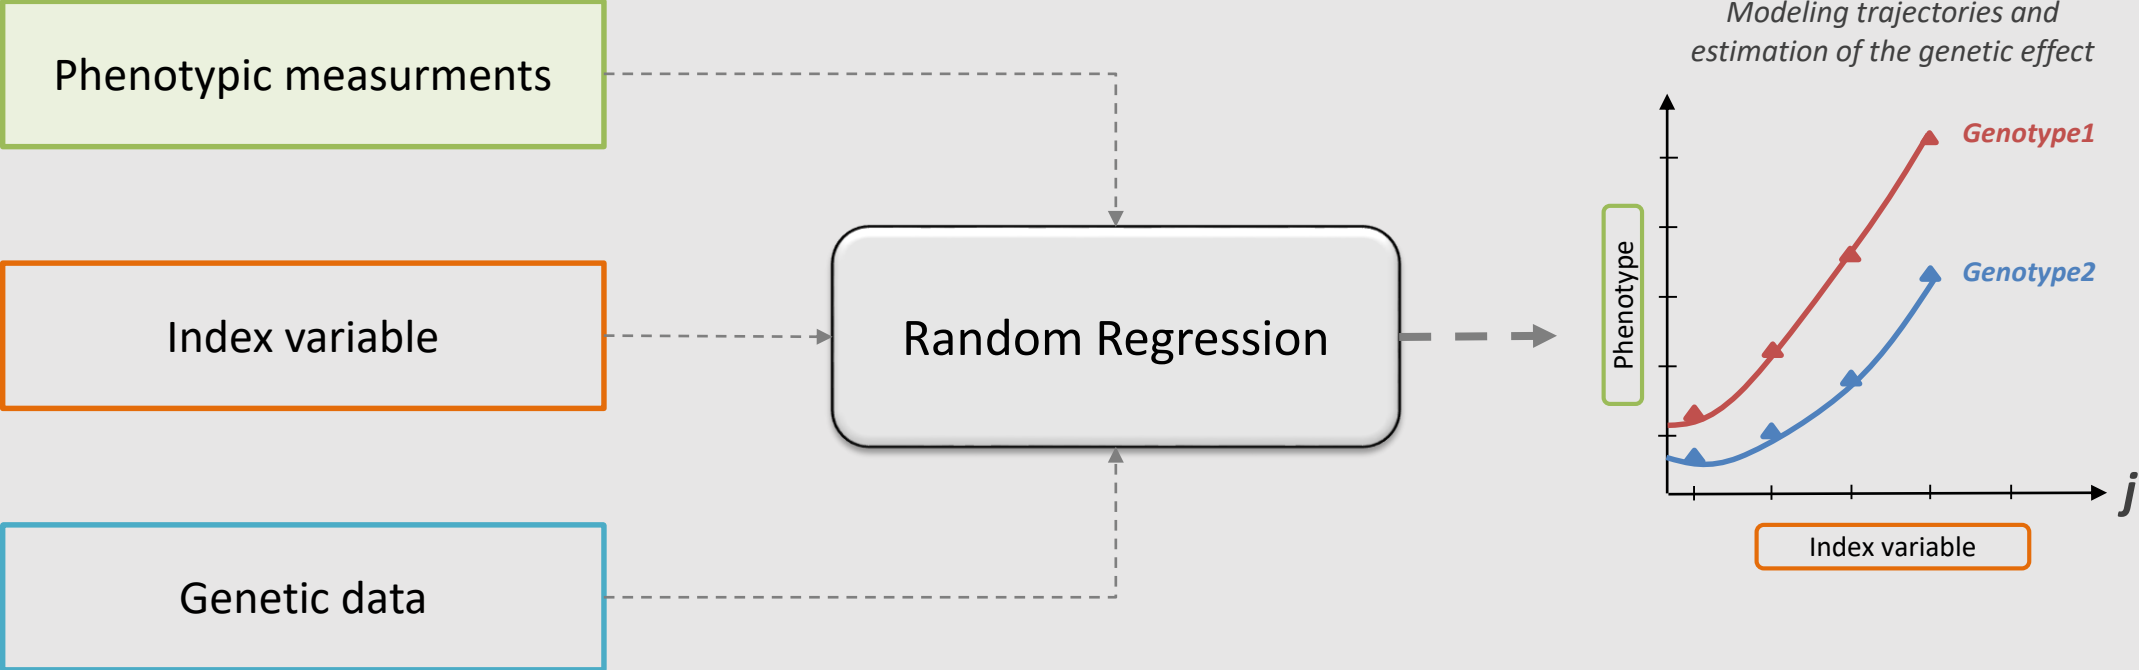 Phenotypic measurments
Index variable
Genetic data
Random Regression
Modeling trajectories and
estimation of the genetic effect
Genotype1
Genotype2
Phenotype
j
Index variable